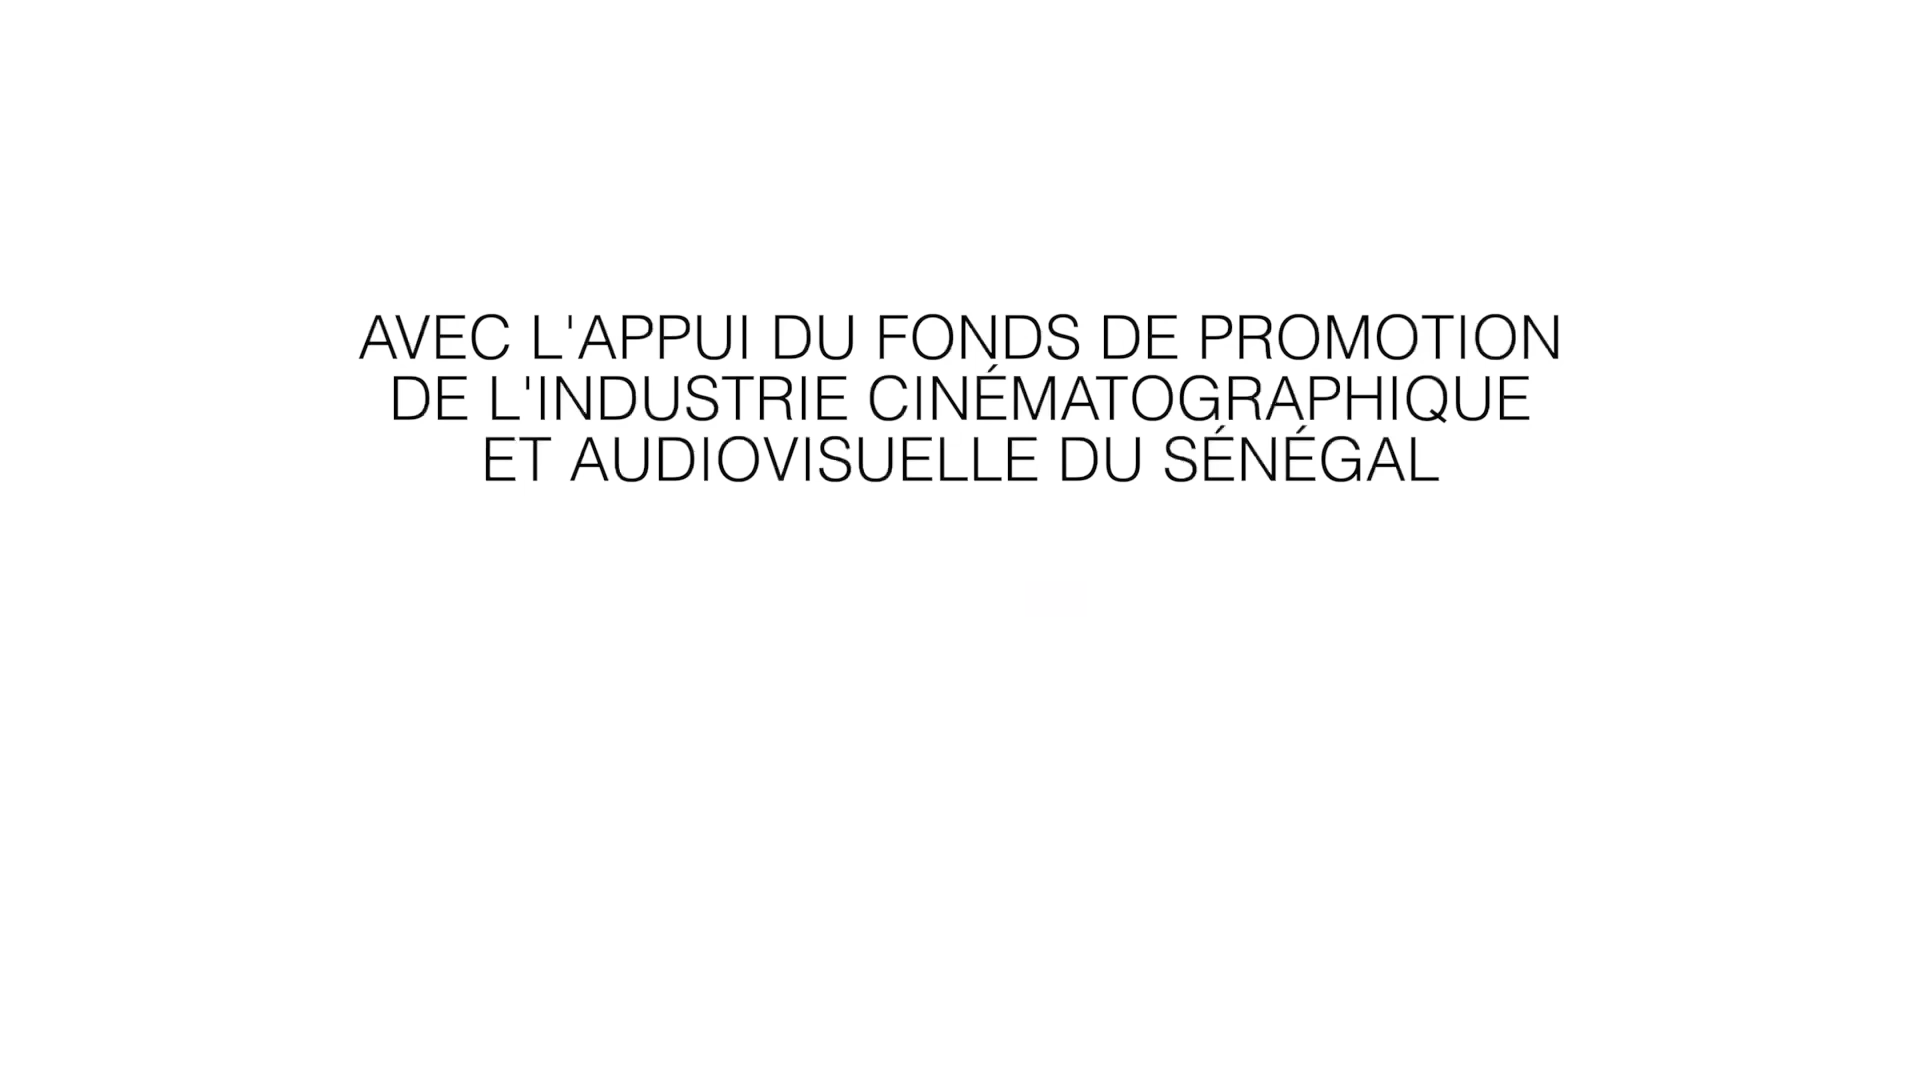 AVEC L'APPUI DU FONDS DE PROMOTION
DE L'INDUSTRIE CINÉMATOGRAPHIQUE
ET AUDIOVISUELLE DU SÉNÉGAL